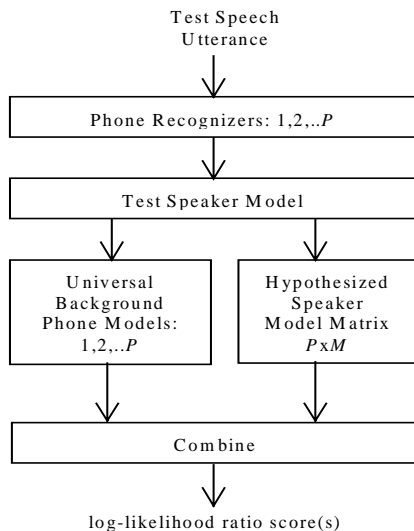 Test Speech
Utterance
Phone Recognizers: 1,2,..P
Test Speaker Model
Universal
Background
Phone Models:
1,2,..P
Hypothesized
Speaker
Model Matrix
PxM
Combine
log-likelihood ratio score(s)